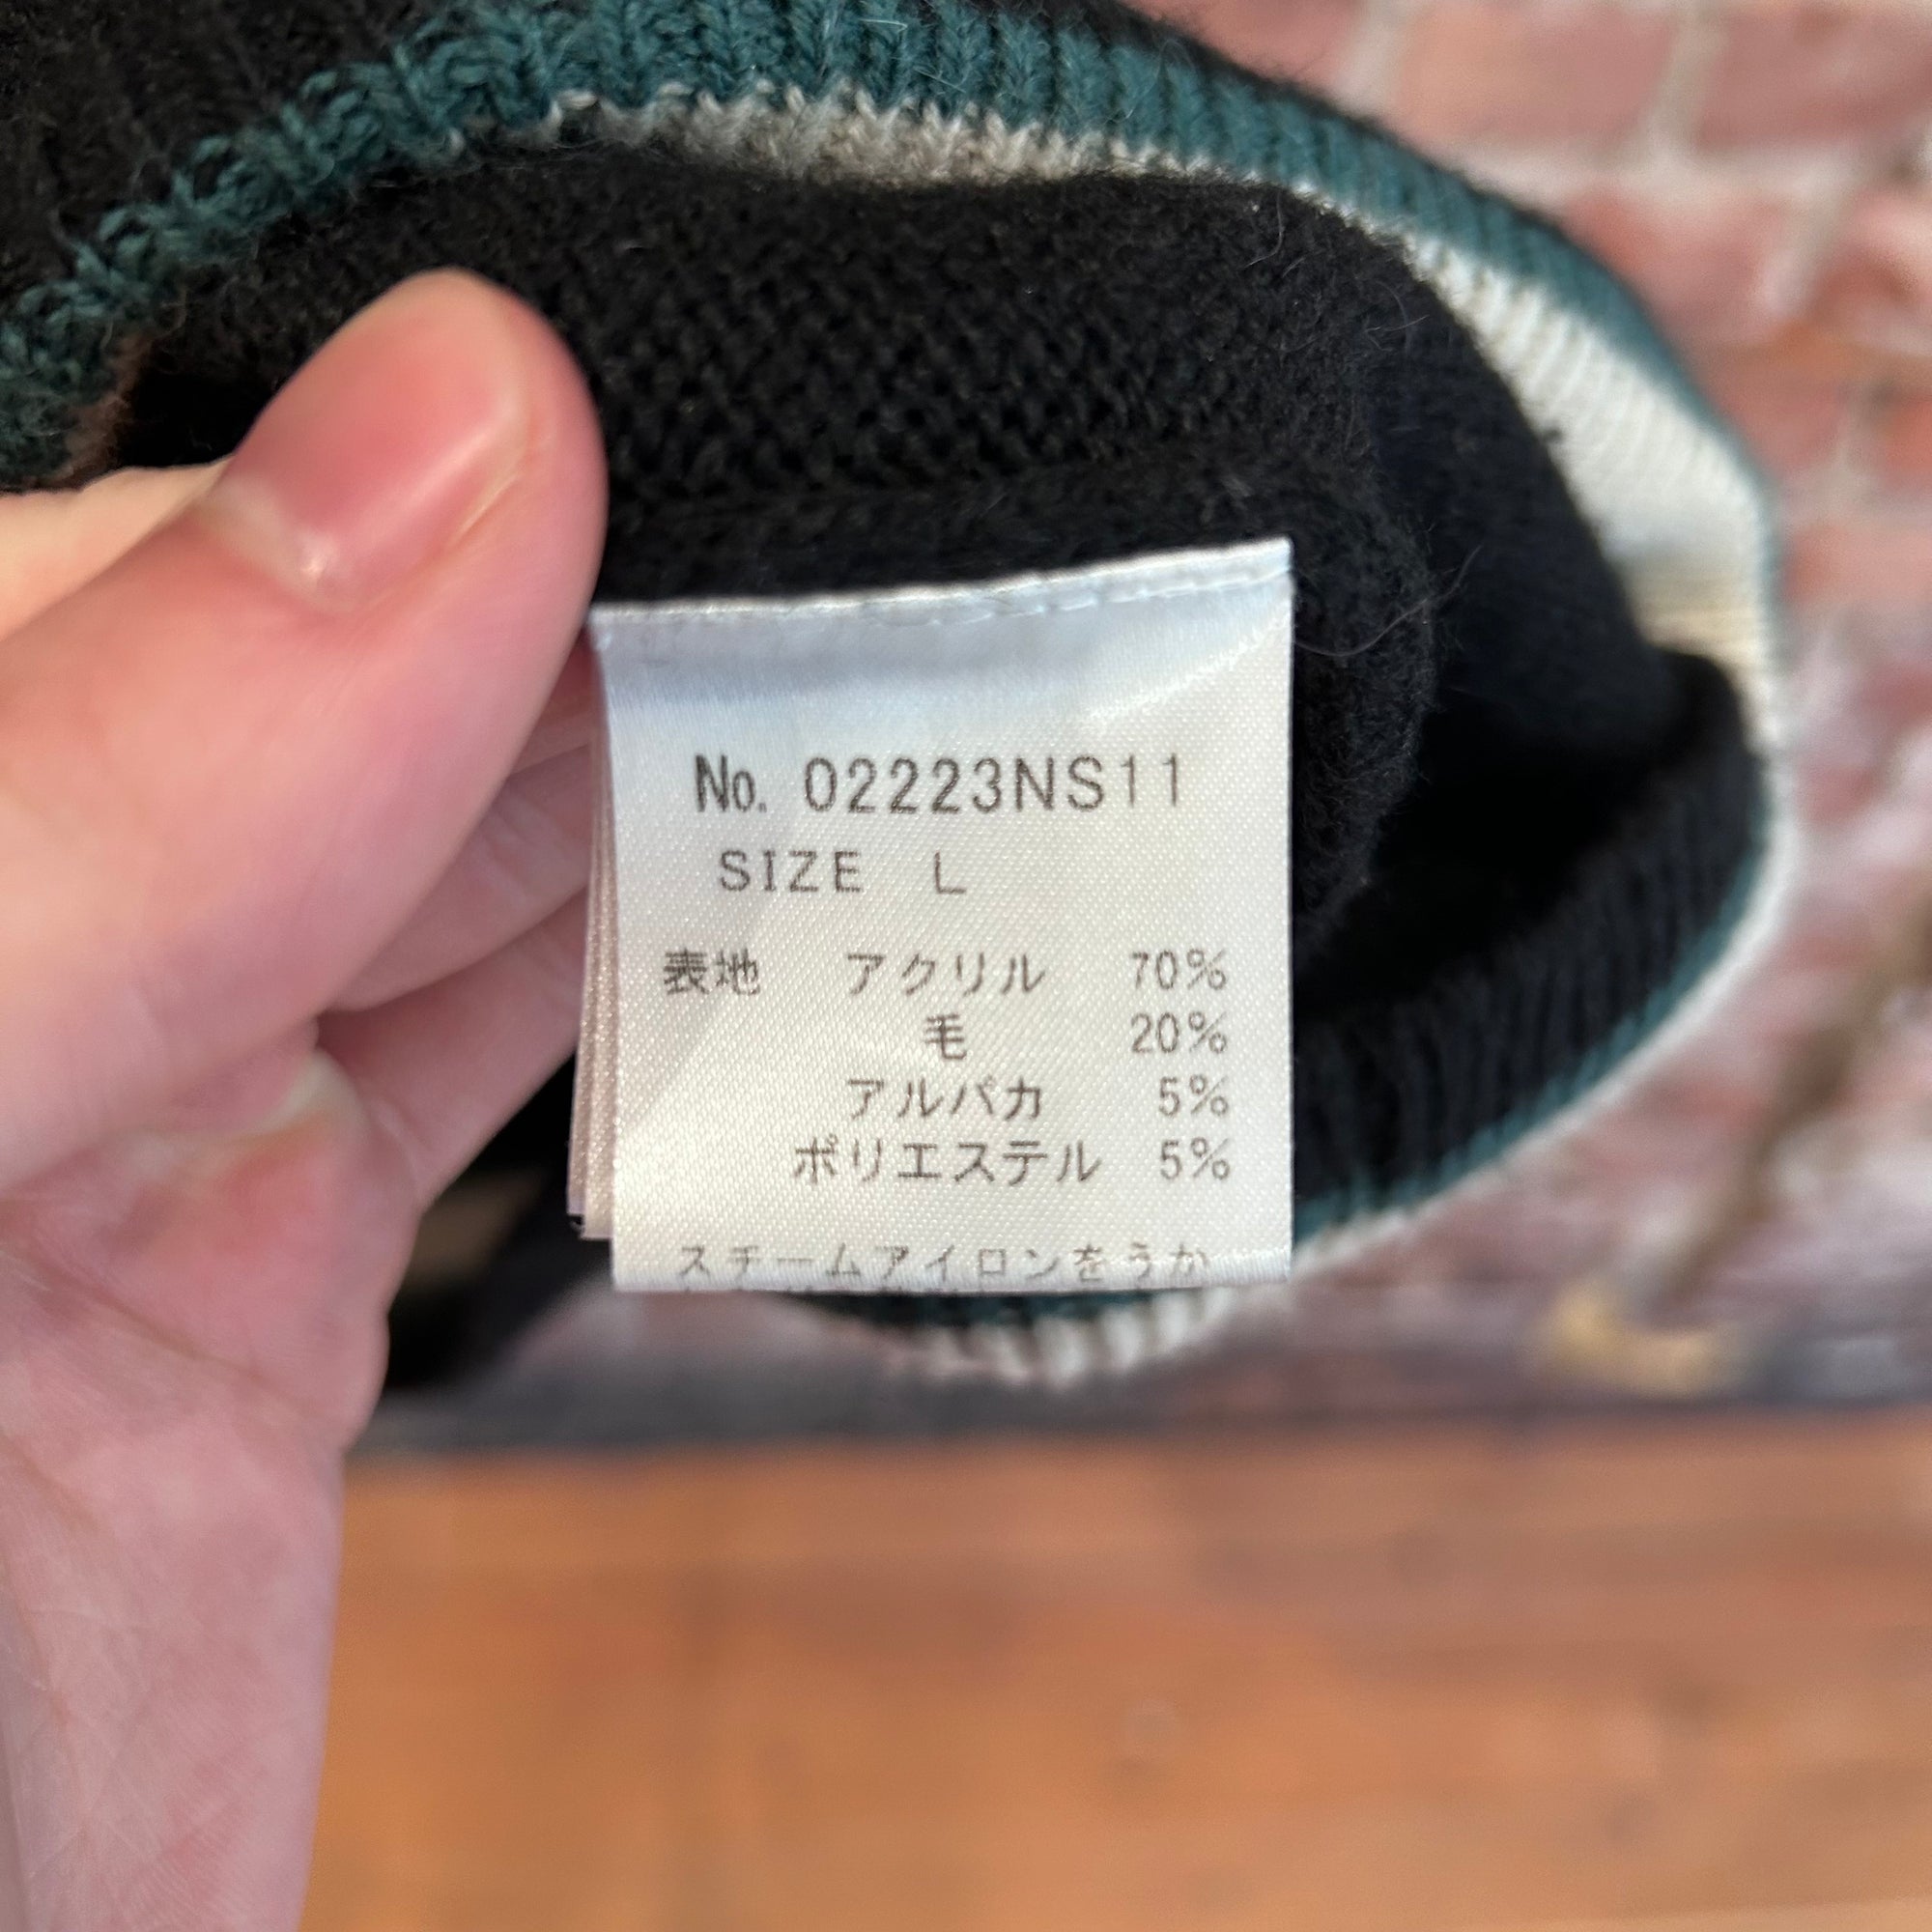 No. 02223NS11
SIZE L
表地 アクリル 70%
毛 20%
アルパカ 5%
ポリエステル 5%
スチームアイロンをうか